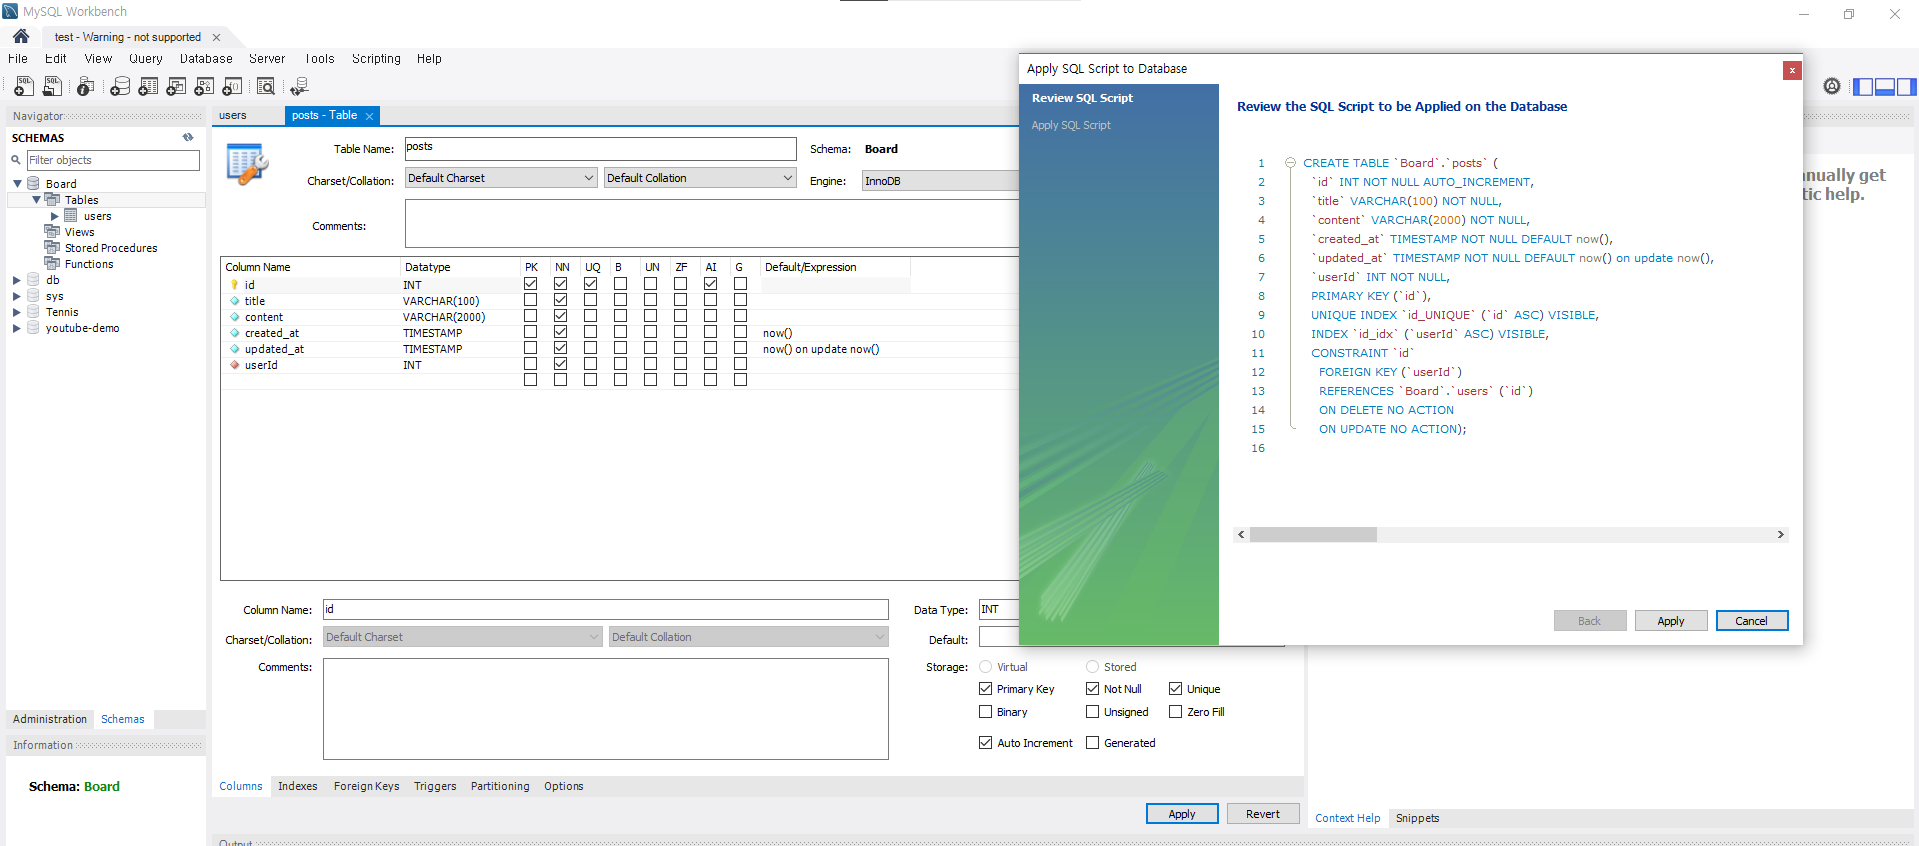 MySQL Workbench
test - Warning - not supported
File Edit View Query Database Server Tools Scripting Help
Navigator
SCHEMAS
Filter objects
Board
Tables
users
Views
Stored Procedures
Functions
db
sys
Tennis
youtube-demo
Administration Schemas
Information
Schema: Board
users posts - Table
Table Name: posts Schema: Board
Charset/Collation: Default Charset Default Collation Engine: InnoDB
Comments:
Column Name Datatype PK NN UQ B UN ZF AI G Default/Expression
id INT
title VARCHAR(100)
content VARCHAR(2000)
created_at TIMESTAMP now()
updated_at TIMESTAMP now() on update now()
userId INT
Column Name: id Data Type: INT
Charset/Collation: Default Charset Default Collation Default:
Comments: Storage: Virtual Stored
Primary Key Not Null Unique
Binary Unsigned Zero Fill
Auto Increment Generated
Columns Indexes Foreign Keys Triggers Partitioning Options
Apply Revert
Output
Apply SQL Script to Database
Review SQL Script
Apply SQL Script
Review the SQL Script to be Applied on the Database
1 CREATE TABLE `Board`.`posts` (
2 `id` INT NOT NULL AUTO_INCREMENT,
3 `title` VARCHAR(100) NOT NULL,
4 `content` VARCHAR(2000) NOT NULL,
5 `created_at` TIMESTAMP NOT NULL DEFAULT now(),
6 `updated_at` TIMESTAMP NOT NULL DEFAULT now() on update now(),
7 `userId` INT NOT NULL,
8 PRIMARY KEY (`id`),
9 UNIQUE INDEX `id_UNIQUE` (`id` ASC) VISIBLE,
10 INDEX `id_idx` (`userId` ASC) VISIBLE,
11 CONSTRAINT `id`
12 FOREIGN KEY (`userId`)
13 REFERENCES `Board`.`users` (`id`)
14 ON DELETE NO ACTION
15 ON UPDATE NO ACTION);
16
Back Apply Cancel
nually get
tic help.
Context Help Snippets